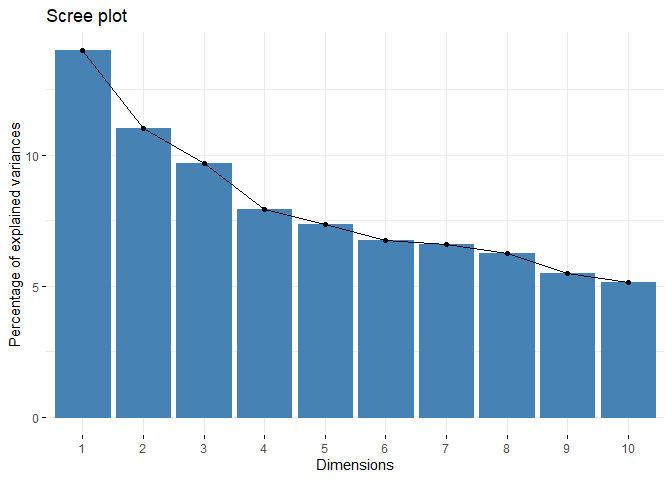 Scree plot
Percentage of explained variances
10
5
0
1 2 3 4 5 6 7 8 9 10
Dimensions